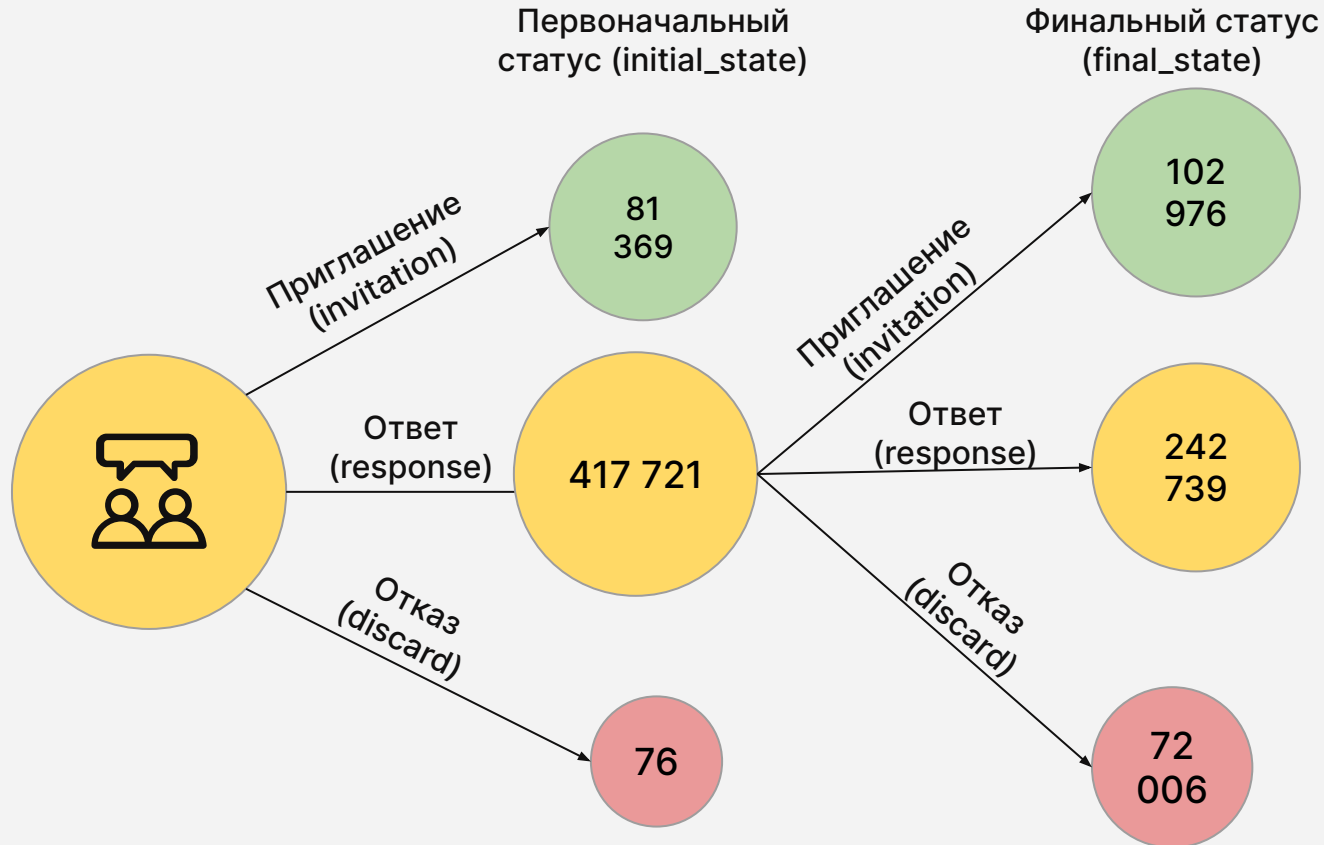 Первоначальный
статус (initial_state)
Финальный статус
(final_state)
Приглашение
(invitation)
81
369
Приглашение
(invitation)
102
976
Ответ
(response)
417 721
Ответ
(response)
242
739
Отказ
(discard)
76
Отказ
(discard)
72
006